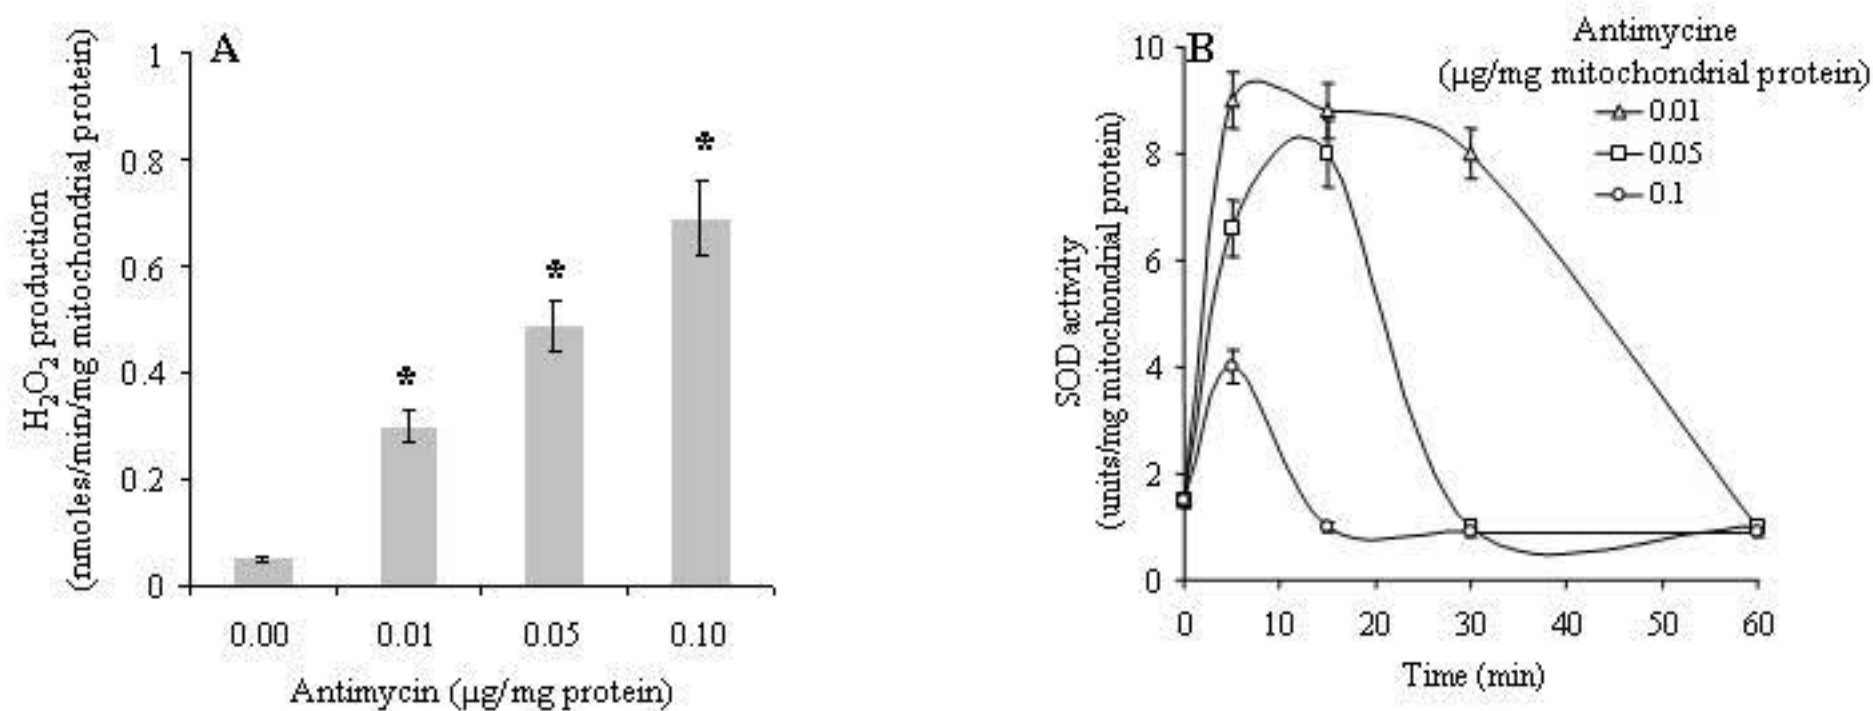 A
H₂O₂ production
(nmoles/min/mg mitochondrial protein)
1
0.8
0.6
0.4
0.2
0
*
*
*
0.00 0.01 0.05 0.10
Antimycin (µg/mg protein)
B
Antimycine
(µg/mg mitochondrial protein)
0.01
0.05
0.1
SOD activity
(units/mg mitochondrial protein)
10
8
6
4
2
0
0 10 20 30 40 50 60
Time (min)